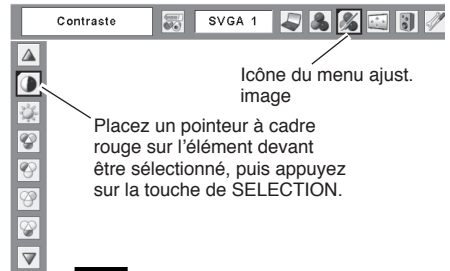 Contraste
SVGA 1
Icône du menu ajust.
image
Placez un pointeur à cadre
rouge sur l'élément devant
être sélectionné, puis appuyez
sur la touche de SELECTION.